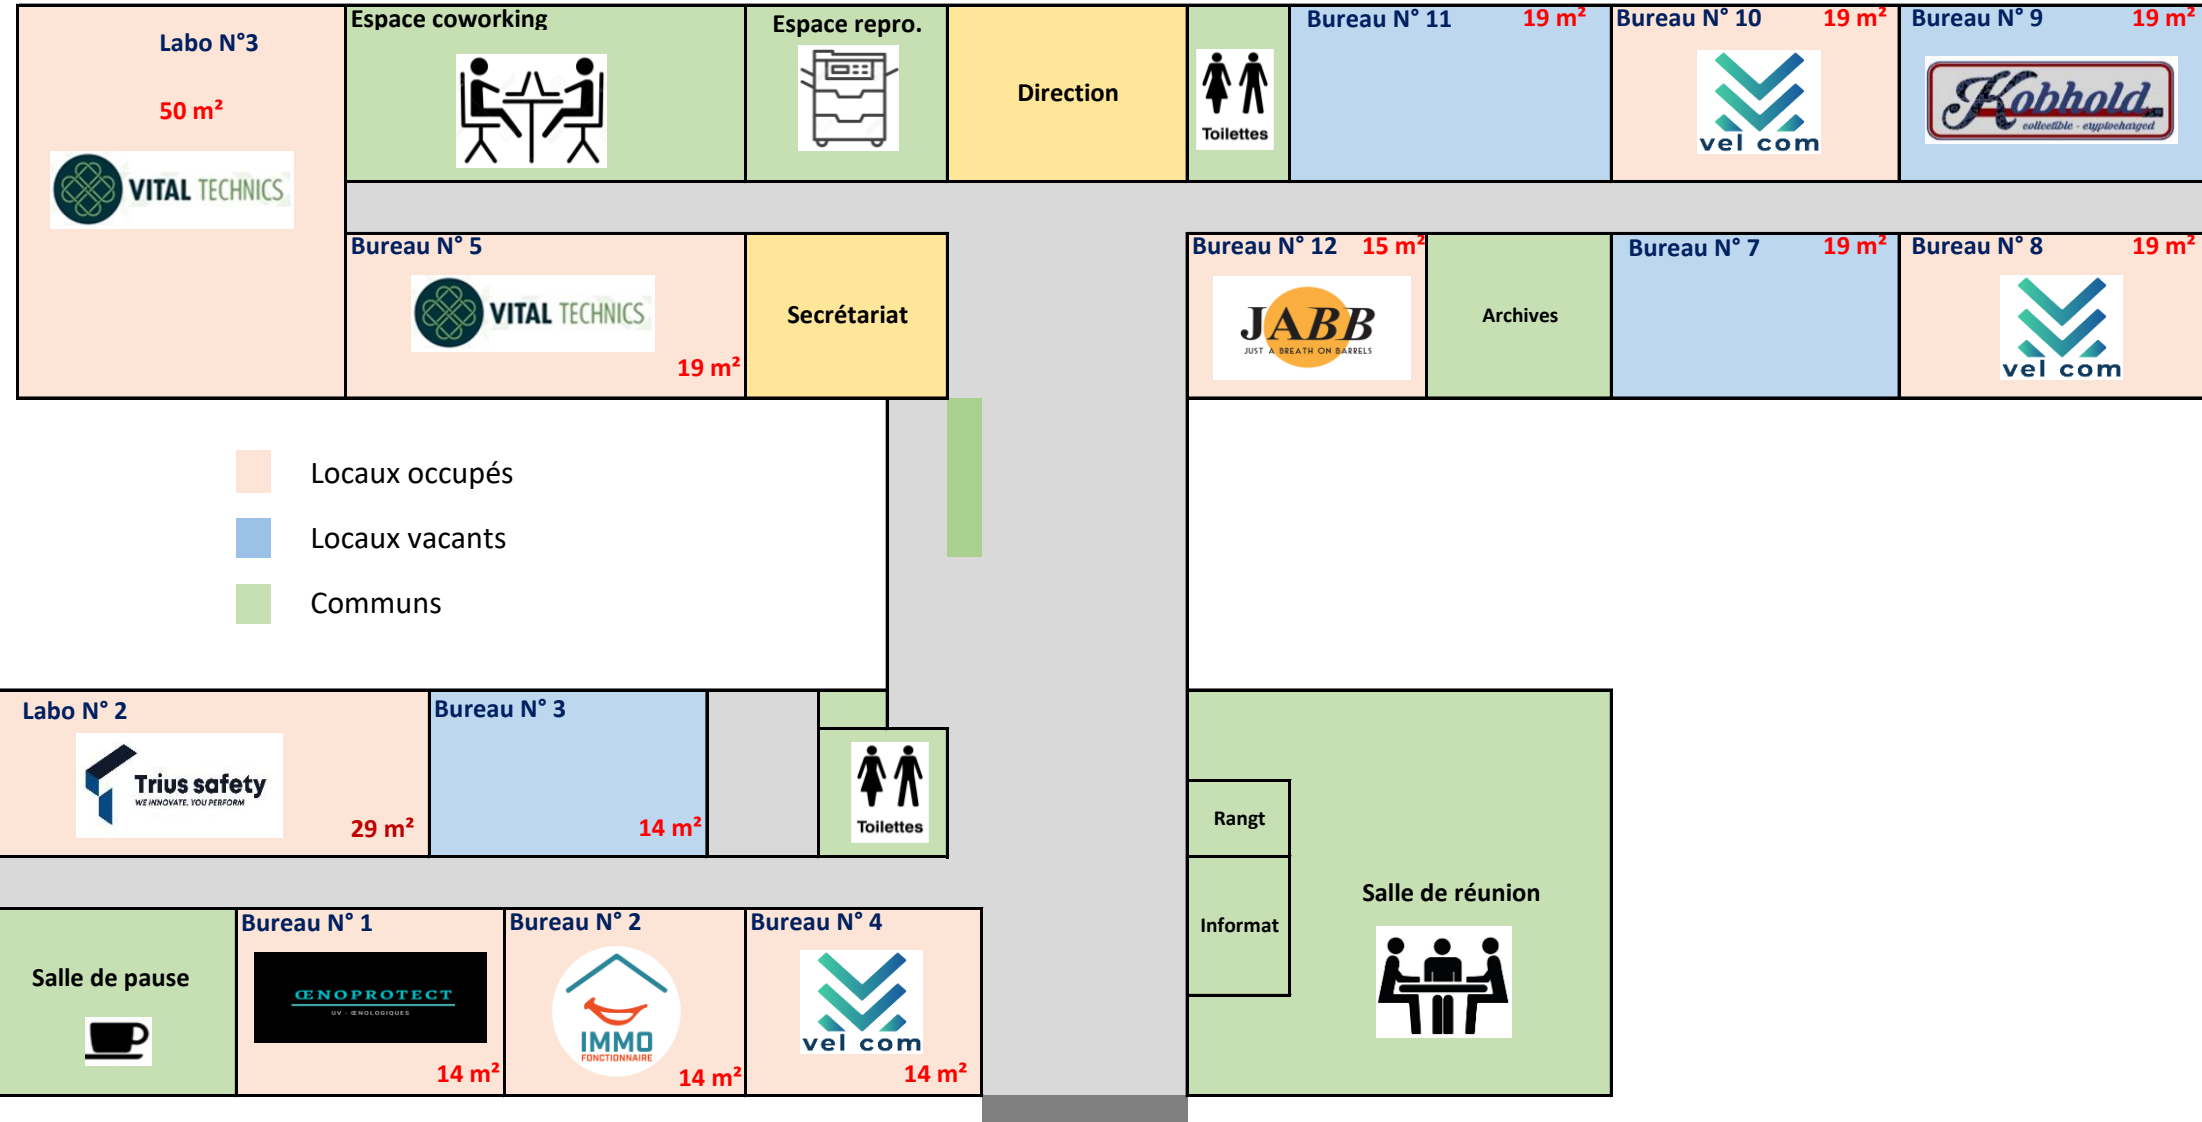 Labo N°3
50 m²
VITAL TECHNICS
Espace coworking
Espace repro.
Direction
Toilettes
Bureau N° 11
19 m²
Bureau N° 10
19 m²
vel com
Bureau N° 9
19 m²
Kobhold
collectible - cryptocharged
Bureau N° 5
VITAL TECHNICS
19 m²
Secrétariat
Bureau N° 12
15 m²
JABB
JUST A BREATH ON BARRELS
Archives
Bureau N° 7
19 m²
Bureau N° 8
19 m²
vel com
Locaux occupés
Locaux vacants
Communs
Labo N° 2
Trius safety
WE INNOVATE. YOU PERFORM
29 m²
Bureau N° 3
14 m²
Toilettes
Rangt
Informat
Salle de réunion
Salle de pause
Bureau N° 1
ŒNOPROTECT
UV - ŒNOLOGIQUES
14 m²
Bureau N° 2
IMMO
FONCTIONNAIRE
14 m²
Bureau N° 4
vel com
14 m²